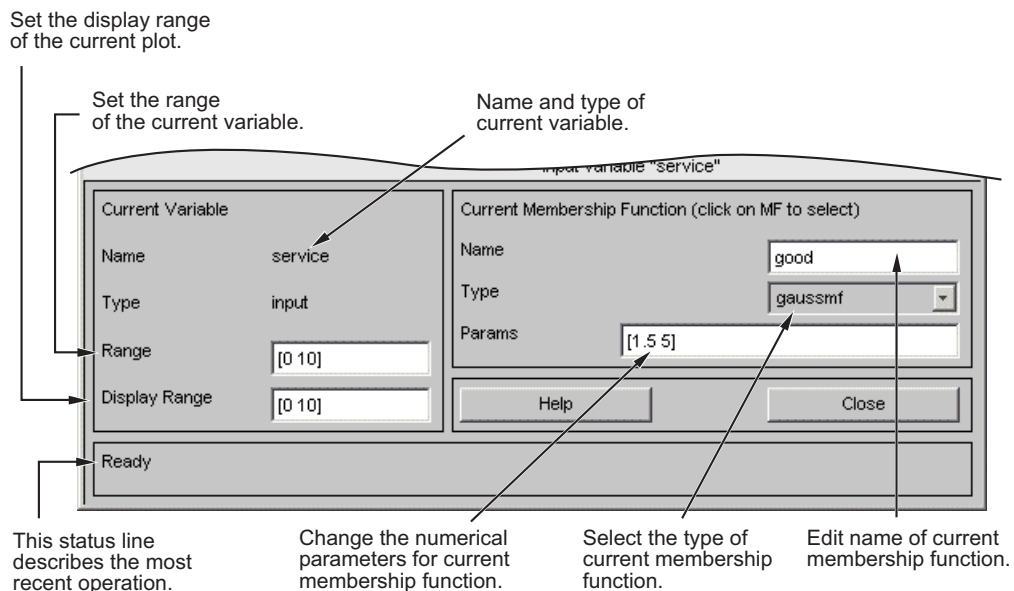 Set the display range
of the current plot.
Set the range
of the current variable.
Name and type of
current variable.
input variable "service"
Current Variable
Name service
Type input
Range [0 10]
Display Range [0 10]
Current Membership Function (click on MF to select)
Name good
Type gaussmf
Params [1.5 5]
Help Close
Ready
This status line
describes the most
recent operation.
Change the numerical
parameters for current
membership function.
Select the type of
current membership
function.
Edit name of current
membership function.